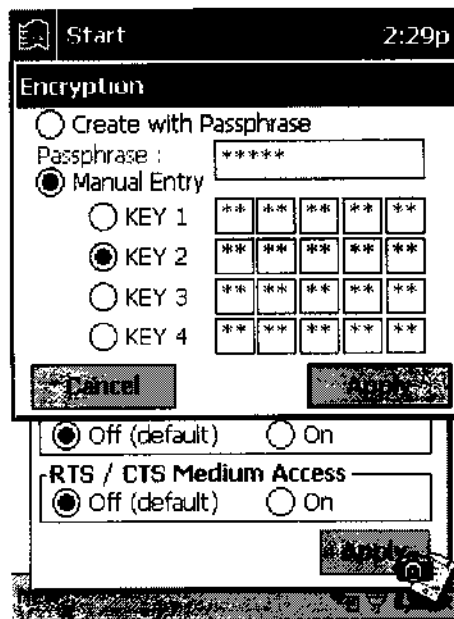 Start 2:29p
Encryption
Create with Passphrase
Passphrase : *****
Manual Entry
KEY 1 ** ** ** ** **
KEY 2 ** ** ** ** **
KEY 3 ** ** ** ** **
KEY 4 ** ** ** ** **
Cancel Apply
Off (default) On
RTS / CTS Medium Access
Off (default) On
Apply